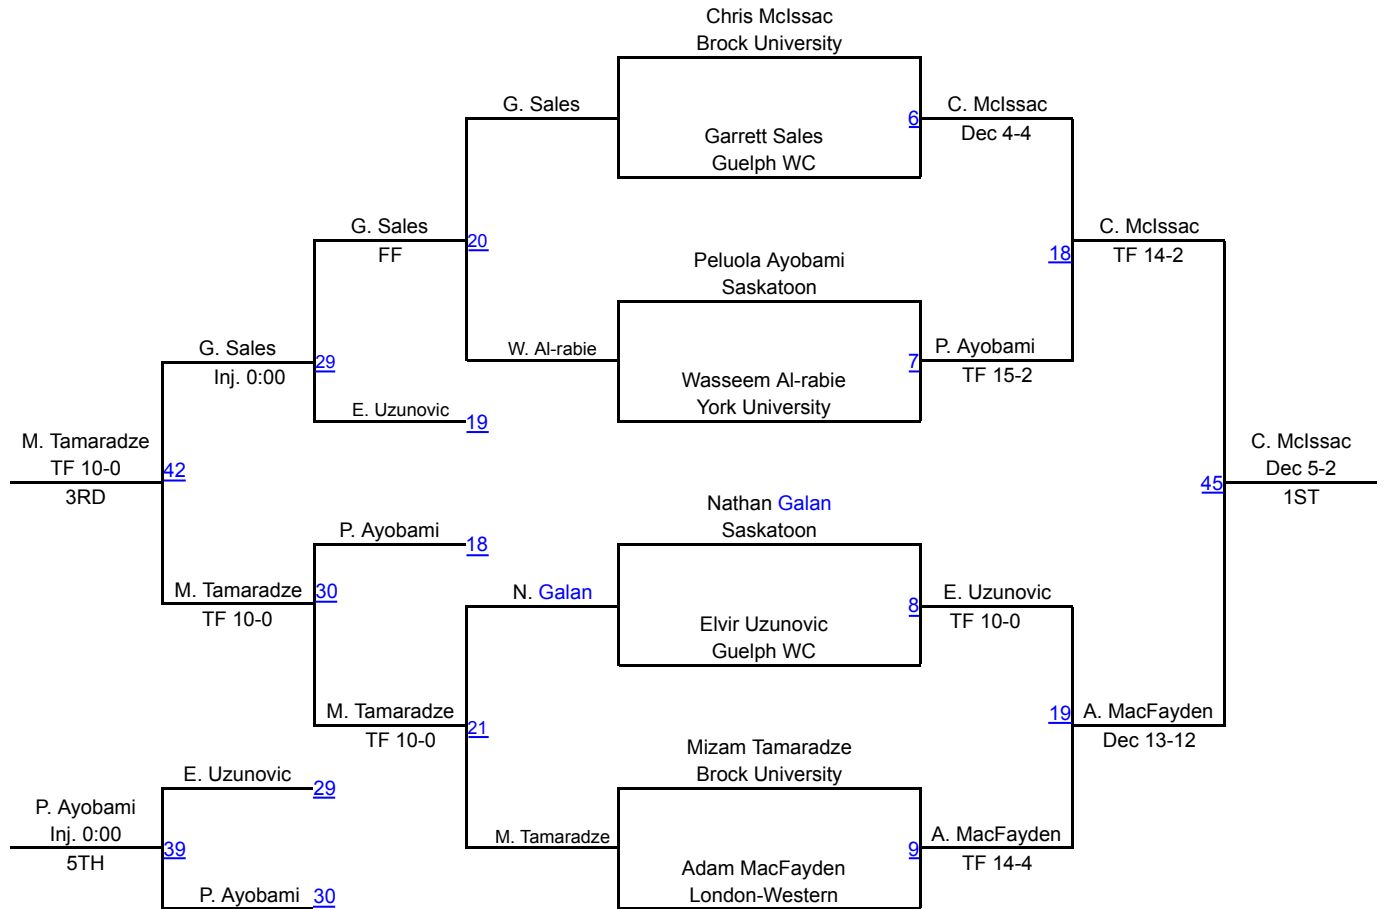 Chris McIssac
Brock University
G. Sales
6
C. McIssac
Dec 4-4
Garrett Sales
Guelph WC
G. Sales
FF
20
C. McIssac
TF 14-2
18
Peluola Ayobami
Saskatoon
G. Sales
Inj. 0:00
29
W. Al-rabie
7
P. Ayobami
TF 15-2
Wasseem Al-rabie
York University
E. Uzunovic
19
M. Tamaradze
TF 10-0
3RD
42
C. McIssac
Dec 5-2
1ST
45
Nathan Galan
Saskatoon
P. Ayobami
18
M. Tamaradze
TF 10-0
30
N. Galan
8
E. Uzunovic
TF 10-0
Elvir Uzunovic
Guelph WC
M. Tamaradze
TF 10-0
21
19
A. MacFayden
Dec 13-12
Mizam Tamaradze
Brock University
E. Uzunovic
29
P. Ayobami
Inj. 0:00
5TH
39
M. Tamaradze
9
A. MacFayden
TF 14-4
Adam MacFayden
London-Western
P. Ayobami
30